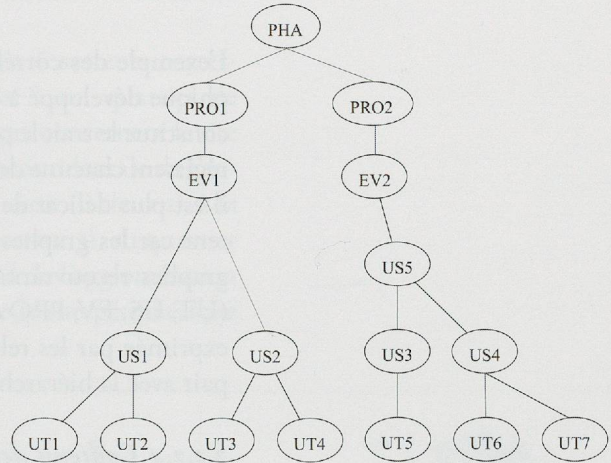 PHA
PRO1 PRO2
EV1 EV2
US5
US1 US2 US3 US4
UT1 UT2 UT3 UT4 UT5 UT6 UT7